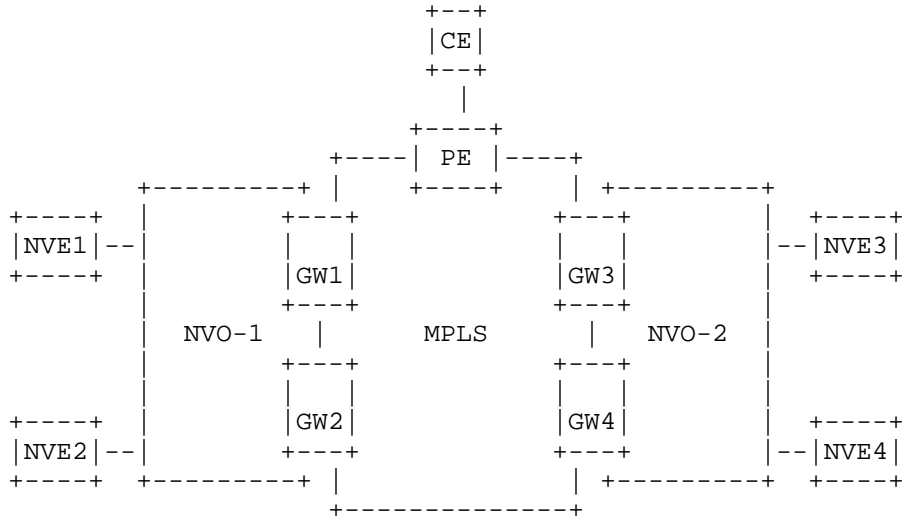 CE
PE
NVE1 GW1 GW3 NVE3
NVO-1 MPLS NVO-2
NVE2 GW2 GW4 NVE4